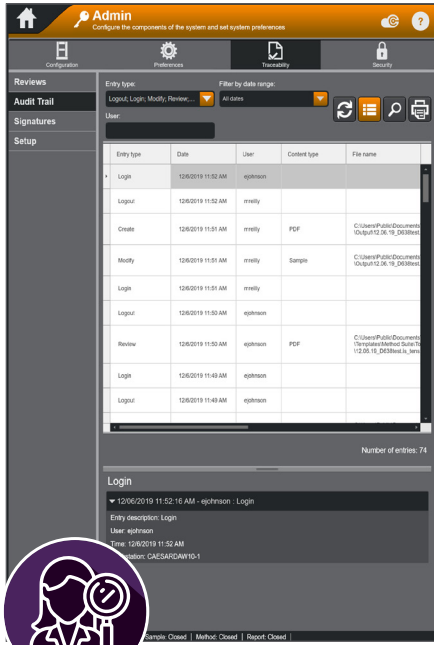 Admin
Configure the components of the system and set system preferences
?
Configuration Preferences Traceability Security
Reviews
Audit Trail
Signatures
Setup
Entry type: Filter by date range:
Logout; Login; Modify; Review;... All dates
User:
Entry type Date User Content type File name
Login 12/6/2019 11:52 AM ejohnson
Logout 12/6/2019 11:52 AM mreilly
Create 12/6/2019 11:51 AM mreilly PDF C:\Users\Public\Documents
\Output\12.06.19_D638test.
Modify 12/6/2019 11:51 AM mreilly Sample C:\Users\Public\Documents
\Output\12.06.19_D638test.
Login 12/6/2019 11:51 AM mreilly
Logout 12/6/2019 11:50 AM ejohnson
Review 12/6/2019 11:50 AM ejohnson PDF C:\Users\Public\Documents
\Templates\Method Suite\To
\12.05.19_D638test.is_tens
Login 12/6/2019 11:49 AM ejohnson
Logout 12/6/2019 11:49 AM ejohnson
Number of entries: 74
Login
12/06/2019 11:52:16 AM - ejohnson : Login
Entry description: Login
User: ejohnson
Time: 12/6/2019 11:52 AM
station: CAESARDAW10-1
Sample: Closed | Method: Closed | Report: Closed |